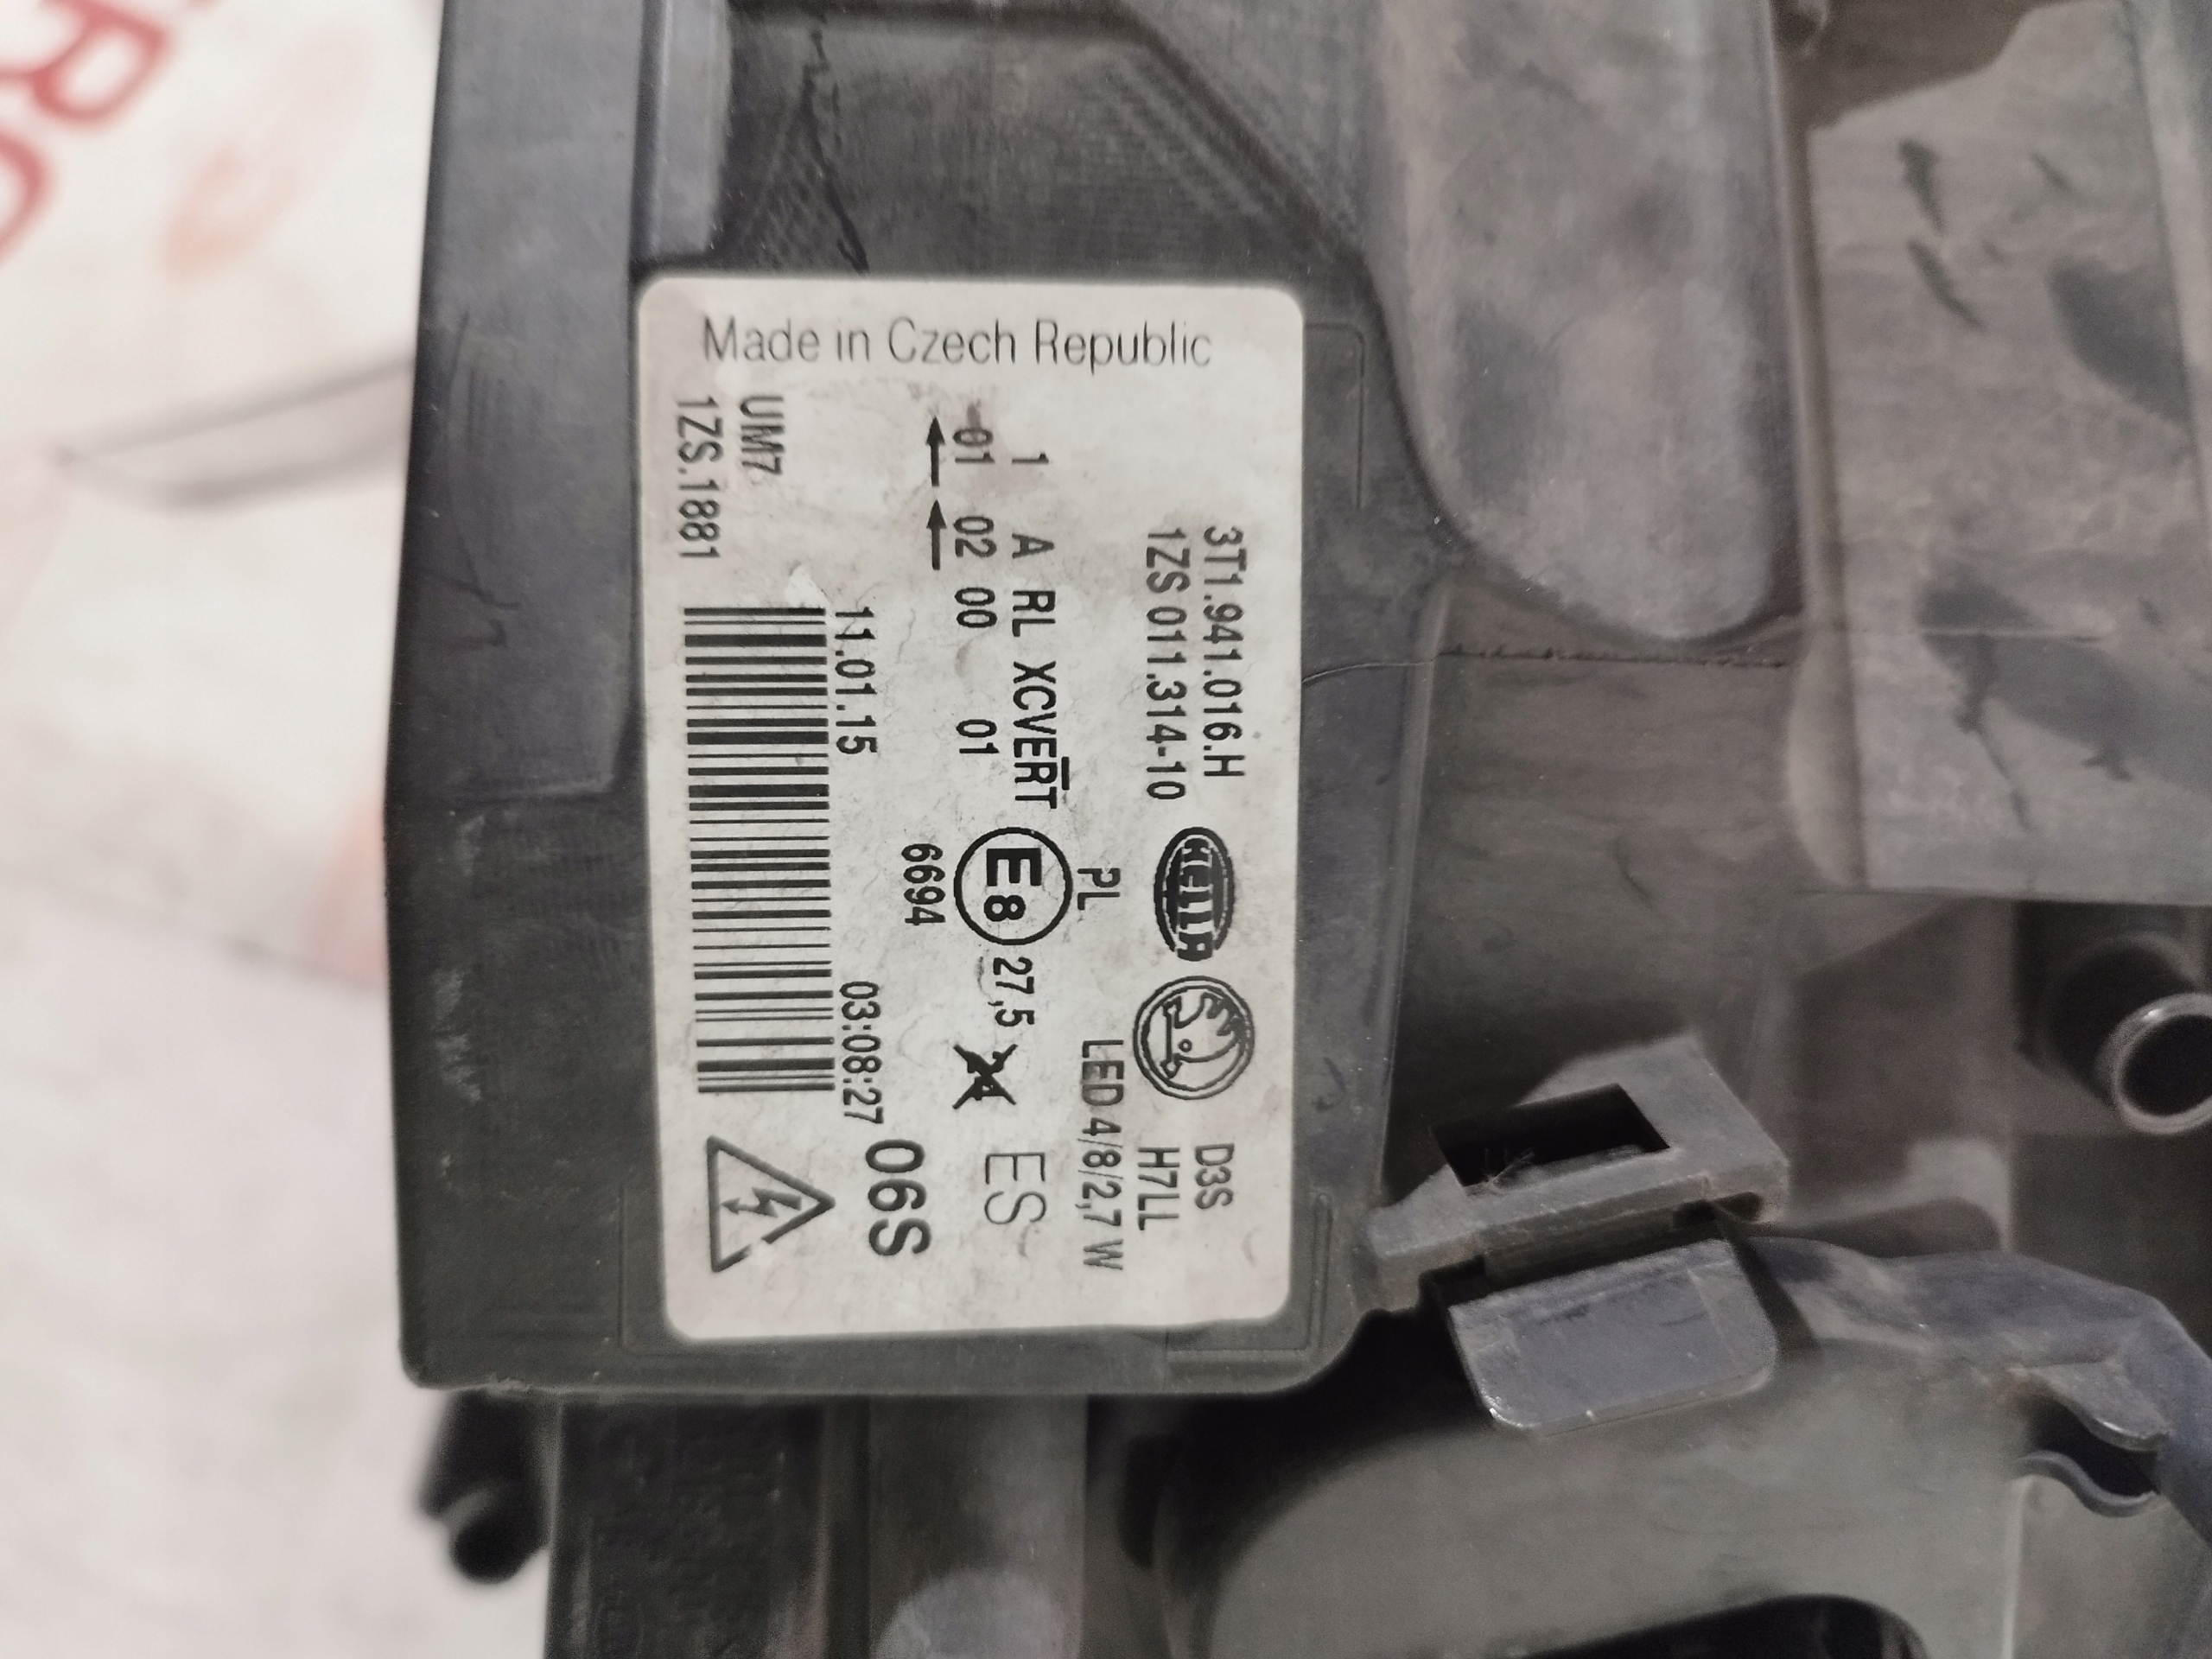 Made in Czech Republic
3T1.941.016.H
1ZS 011.314-10
HELLA
D3S
H7LL
PL
LED 4/8/2,7 W
1 A RL XCVER̅T
01 02 00 01
E8
27,5
ES
6694
06S
11.01.15
03:08:27
UMI7
1ZS.1881